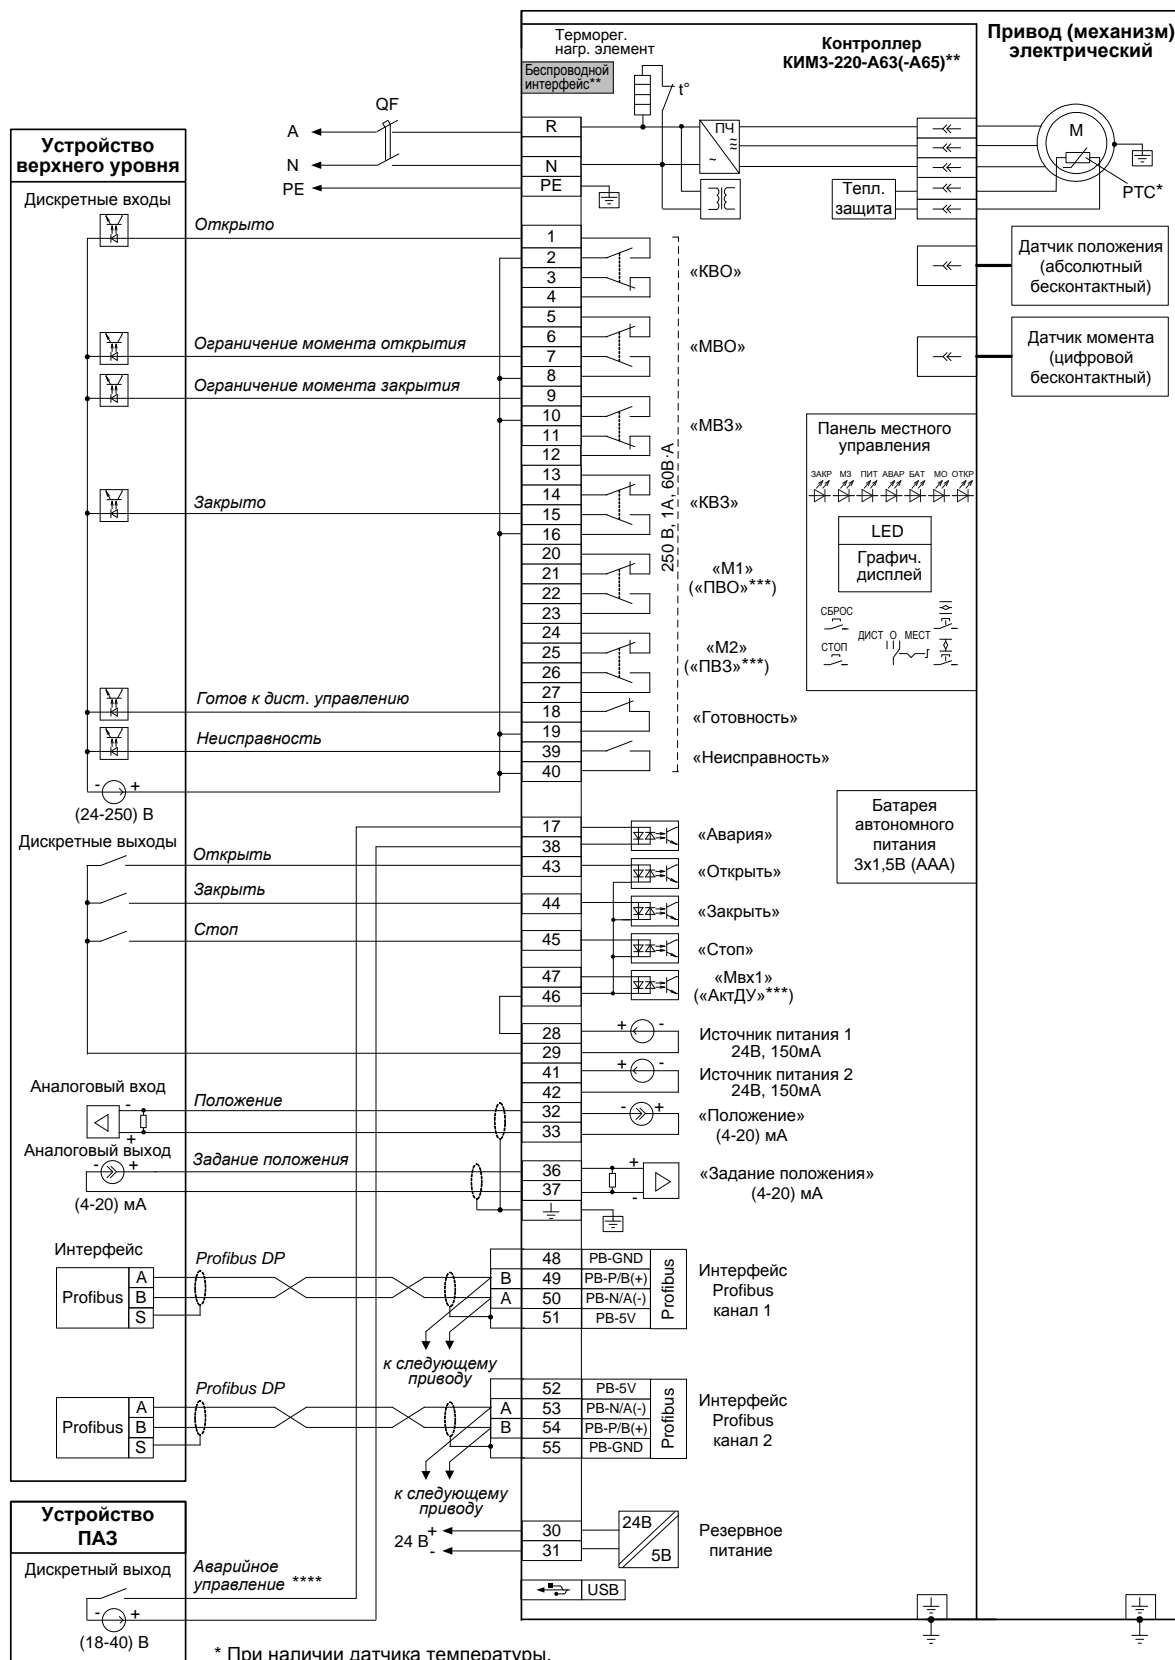 Привод (механизм)
электрический
Контроллер
КИМ3-220-А63(-А65)**
Терморег.
нагр. элемент
Беспроводной
интерфейс**
t°
QF
A
N
PE
R
N
PE
ПЧ
Тепл.
защита
M
PTC*
Устройство
верхнего уровня
Дискретные входы
Открыто
1
2
3
4
«КВО»
Датчик положения
(абсолютный
бесконтактный)
5
6
7
8
Ограничение момента открытия
«МВО»
Датчик момента
(цифровой
бесконтактный)
Ограничение момента закрытия
9
10
11
12
«МВЗ»
Закрыто
13
14
15
16
«КВЗ»
250 В, 1А, 60В·А
20
21
22
23
«М1»
(«ПВО»***)
24
25
26
27
«М2»
(«ПВЗ»***)
Готов к дист. управлению
18
19
«Готовность»
Неисправность
39
40
«Неисправность»
- +
(24-250) В
Панель местного
управления
ЗАКР МЗ ПИТ АВАР БАТ МО ОТКР
LED
Графич.
дисплей
СБРОС
СТОП
ДИСТ О МЕСТ
Батарея
автономного
питания
3х1,5В (ААА)
Дискретные выходы
17
38
«Авария»
Открыть
43
«Открыть»
Закрыть
44
«Закрыть»
Стоп
45
«Стоп»
47
46
«Мвх1»
(«АктДУ»***)
28
29
+ -
Источник питания 1
24В, 150мА
41
42
+ -
Источник питания 2
24В, 150мА
Аналоговый вход
-
+
Положение
32
33
- +
«Положение»
(4-20) мА
Аналоговый выход
- +
(4-20) мА
Задание положения
36
37
+
-
«Задание положения»
(4-20) мА
Интерфейс
Profibus
A
B
S
Profibus DP
B
A
48 PB-GND
49 PB-P/B(+)
50 PB-N/A(-)
51 PB-5V
Profibus
Интерфейс
Profibus
канал 1
к следующему
приводу
Profibus
A
B
S
Profibus DP
A
B
52 PB-5V
53 PB-N/A(-)
54 PB-P/B(+)
55 PB-GND
Profibus
Интерфейс
Profibus
канал 2
к следующему
приводу
24 В
+
-
30
31
24В
5В
Резервное
питание
USB
Устройство
ПАЗ
Дискретный выход
- +
(18-40) В
Аварийное
управление ****
* При наличии датчика температуры.